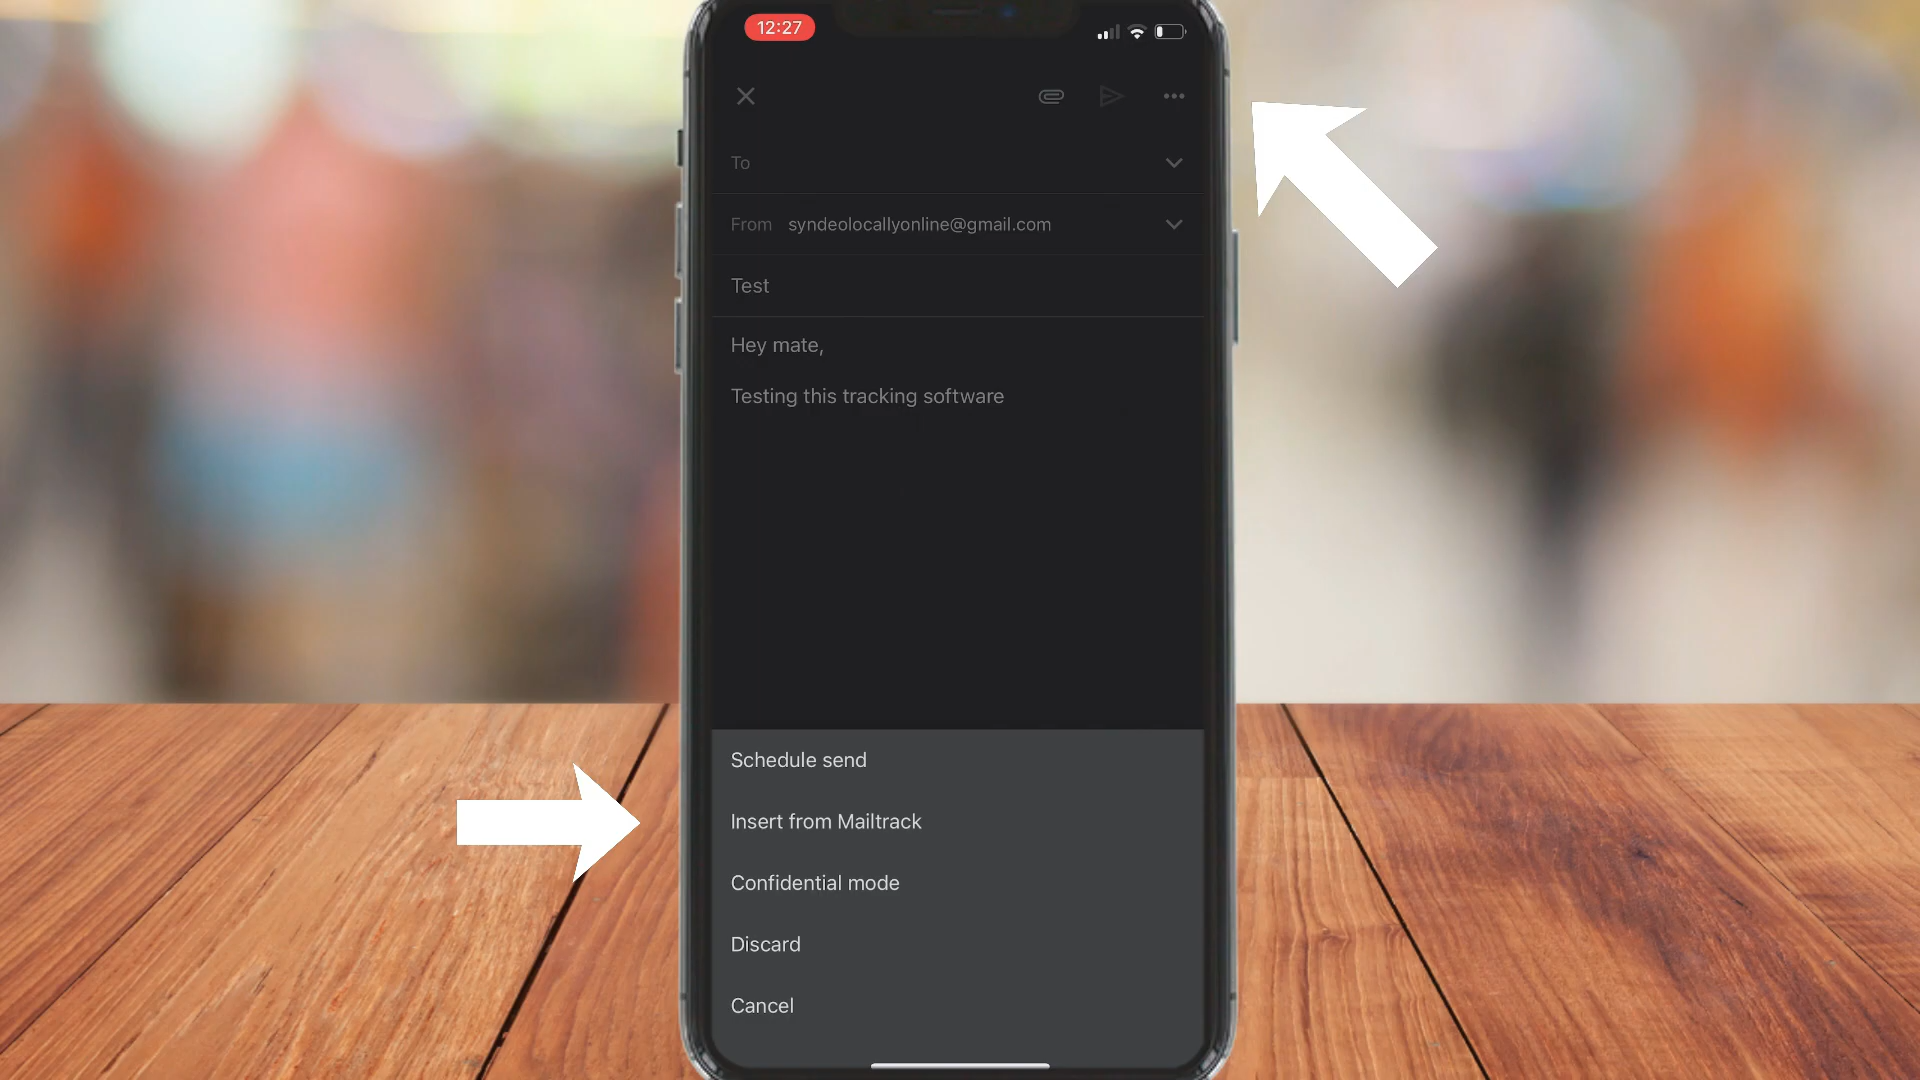 12:27
To
From syndeolocallyonline@gmail.com
Test
Hey mate,
Testing this tracking software
Schedule send
Insert from Mailtrack
Confidential mode
Discard
Cancel